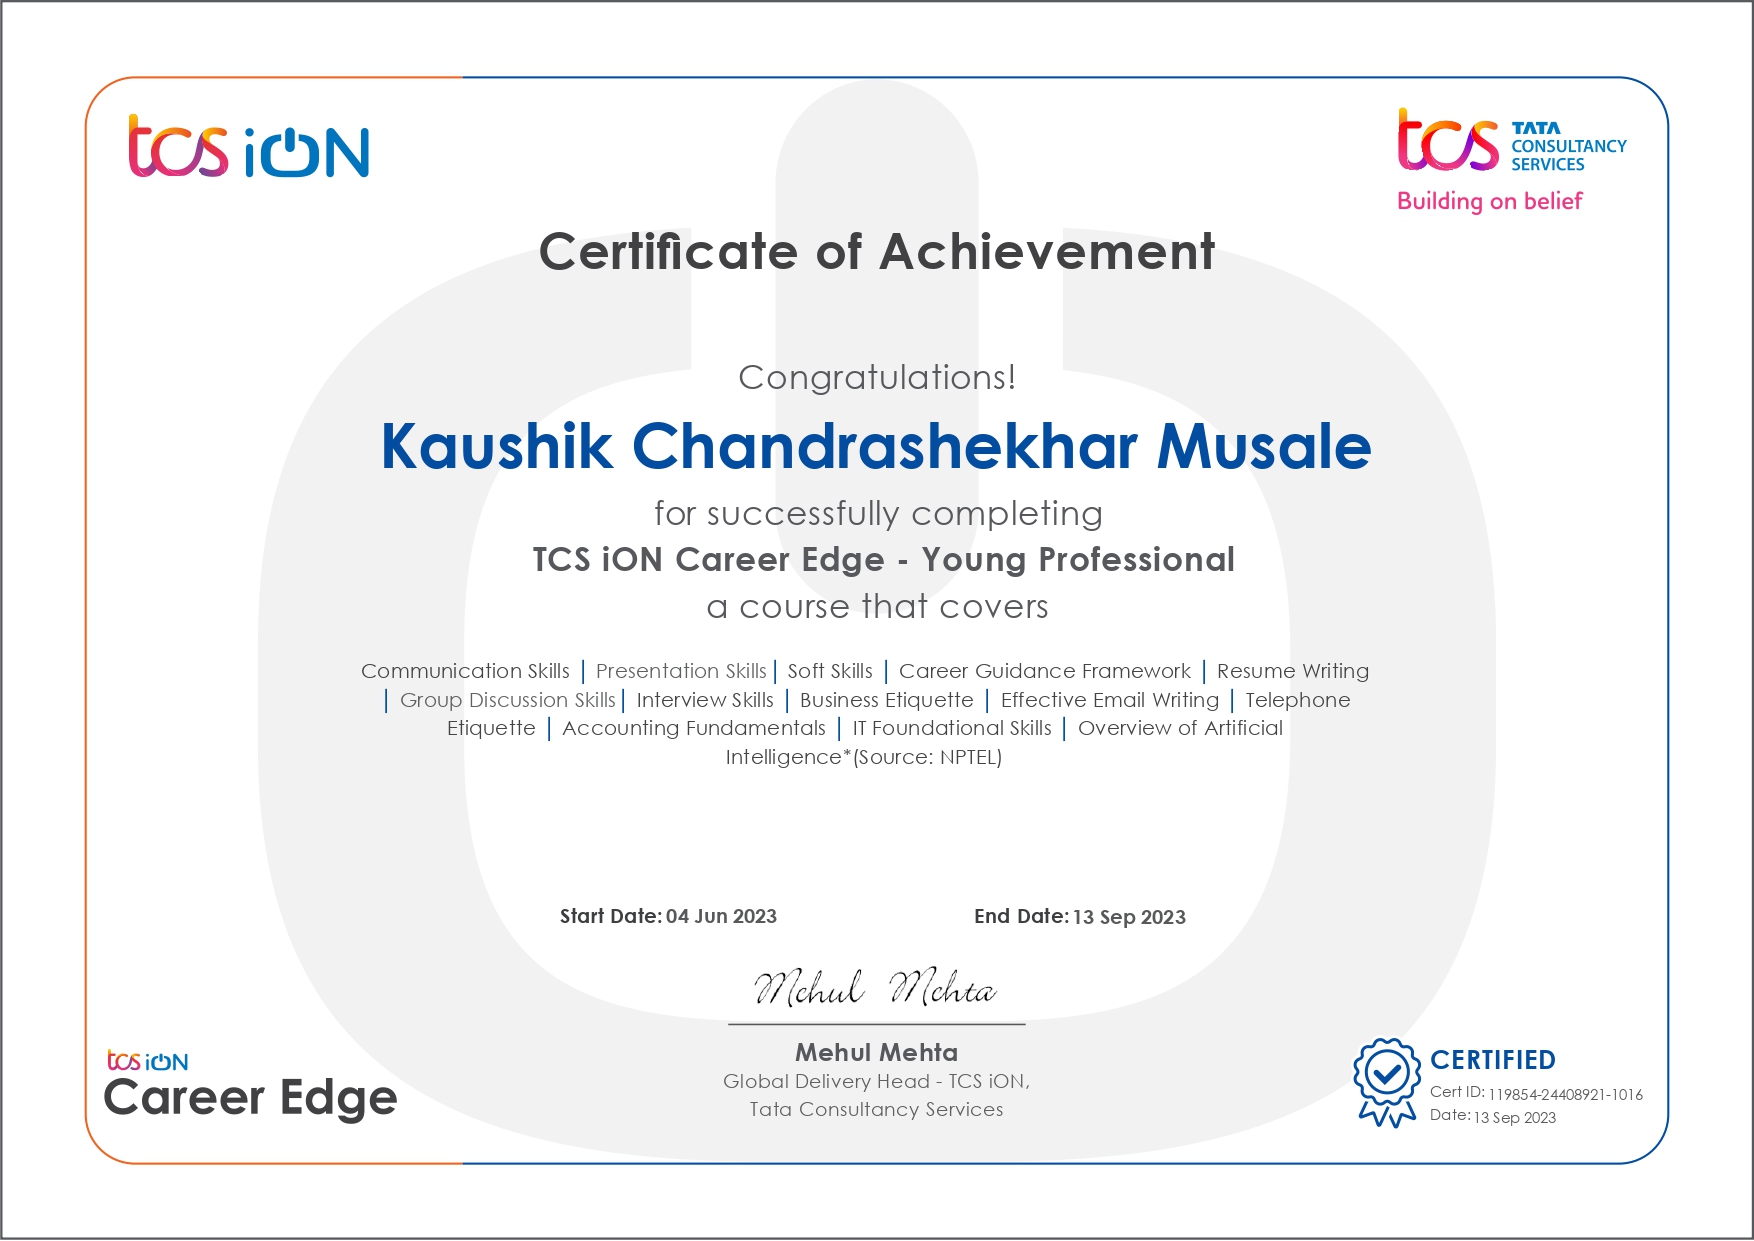 tcs iON
tcs TATA
CONSULTANCY
SERVICES
Building on belief
Certificate of Achievement
Congratulations!
Kaushik Chandrashekhar Musale
for successfully completing
TCS iON Career Edge - Young Professional
a course that covers
Communication Skills | Presentation Skills | Soft Skills | Career Guidance Framework | Resume Writing
| Group Discussion Skills | Interview Skills | Business Etiquette | Effective Email Writing | Telephone
Etiquette | Accounting Fundamentals | IT Foundational Skills | Overview of Artificial
Intelligence*(Source: NPTEL)
Start Date: 04 Jun 2023 End Date: 13 Sep 2023
Mehul Mehta
Mehul Mehta
Global Delivery Head - TCS iON,
Tata Consultancy Services
tcs iON
Career Edge
CERTIFIED
Cert ID: 119854-24408921-1016
Date: 13 Sep 2023